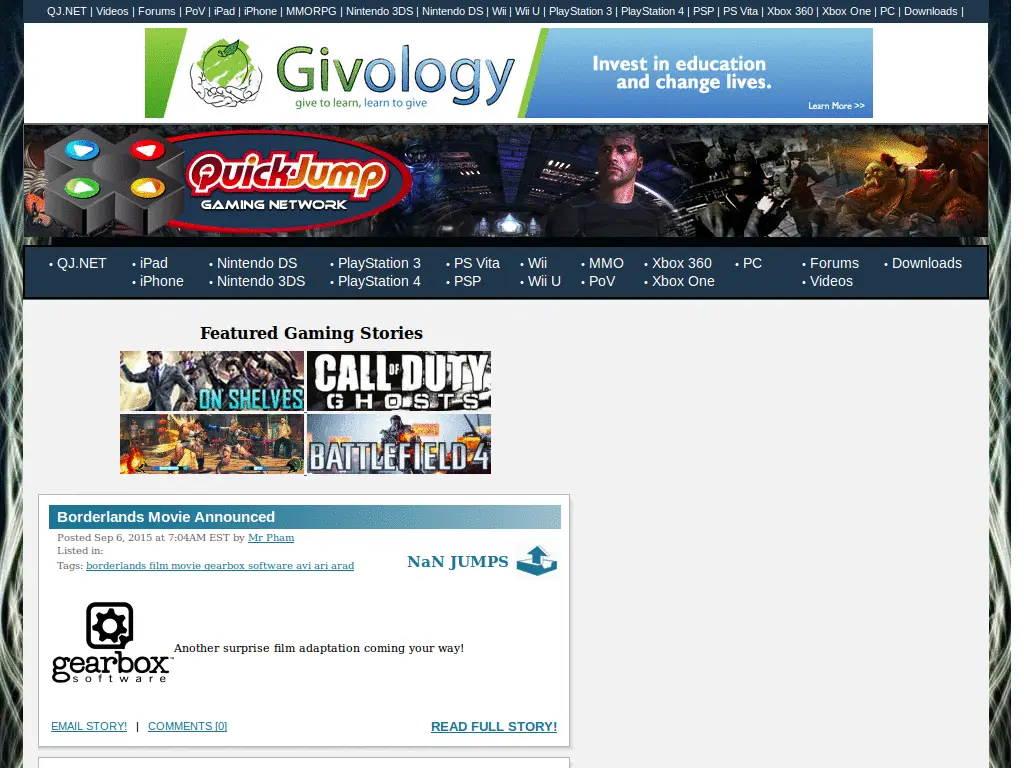 QJ.NET | Videos | Forums | PoV | iPad | iPhone | MMORPG | Nintendo 3DS | Nintendo DS | Wii | Wii U | PlayStation 3 | PlayStation 4 | PSP | PS Vita | Xbox 360 | Xbox One | PC | Downloads |
Givology
give to learn, learn to give
Invest in education
and change lives.
Learn More >>
QuickJump
GAMING NETWORK
• QJ.NET • iPad • Nintendo DS • PlayStation 3 • PS Vita • Wii • MMO • Xbox 360 • PC • Forums • Downloads
• iPhone • Nintendo 3DS • PlayStation 4 • PSP • Wii U • PoV • Xbox One • Videos
Featured Gaming Stories
ON SHELVES
CALL OF DUTY
GHOSTS
BATTLEFIELD 4
Borderlands Movie Announced
Posted Sep 6, 2015 at 7:04AM EST by Mr Pham
Listed in:
Tags: borderlands film movie gearbox software avi ari arad
NaN JUMPS
gearbox™
software
Another surprise film adaptation coming your way!
EMAIL STORY! | COMMENTS [0]
READ FULL STORY!